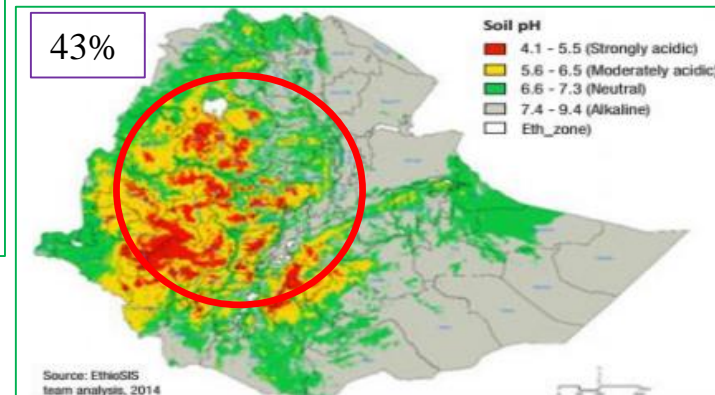 43%
Soil pH
4.1 - 5.5 (Strongly acidic)
5.6 - 6.5 (Moderately acidic)
6.6 - 7.3 (Neutral)
7.4 - 9.4 (Alkaline)
Eth_zone)
Source: EthioSIS
team analysis, 2014